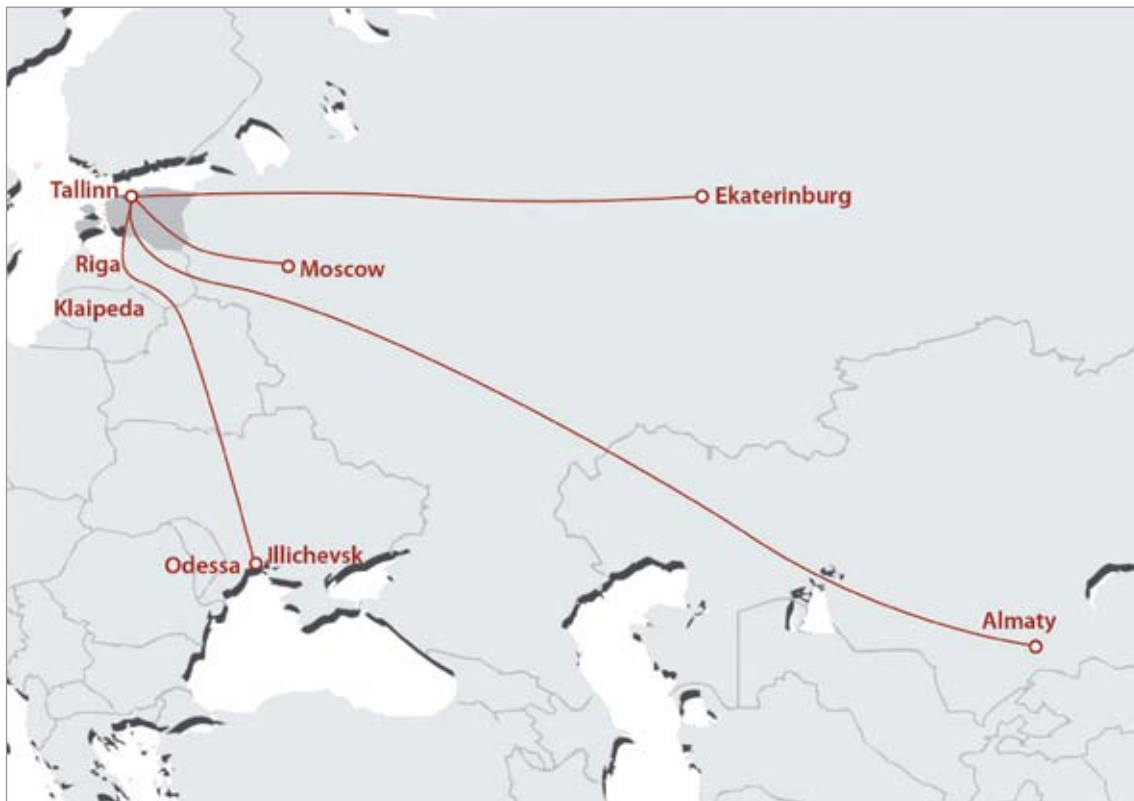 Tallinn
Ekaterinburg
Riga
Moscow
Klaipeda
Odessa
Illichevsk
Almaty